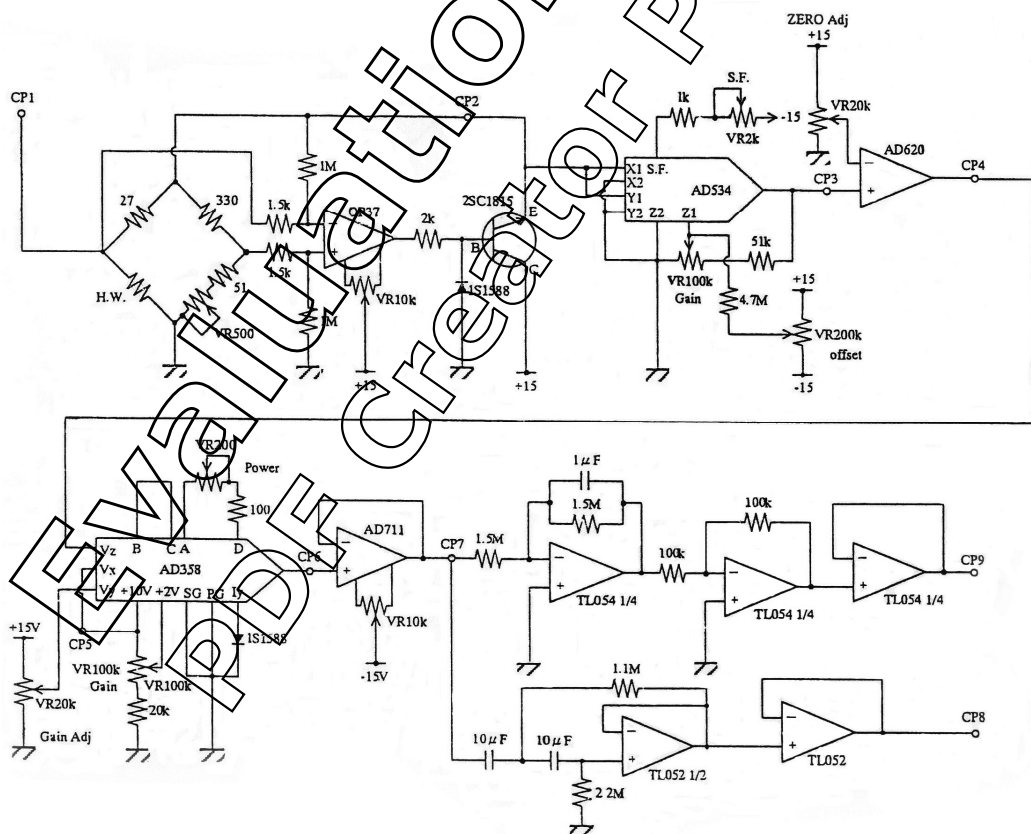 ZERO Adj
+15
CP1
CP2
S.F.
1k
VR2k
-15
VR20k
AD620
CP4
27
330
1M
1.5k
OP37
2k
2SC1815
E
B
C
X1 S.F.
X2
Y1
Y2 Z2 Z1
AD534
CP3
1.5k
H.W.
51
VR500
1M
VR10k
1S1588
VR100k
Gain
51k
4.7M
+15
VR200k
offset
-15
+15
+15
VR200
Power
100
1μF
1.5M
100k
B C A D
Vz
Vx
AD358
+10V +2V SG PG
CP6
AD711
CP7
1.5M
100k
TL054 1/4
TL054 1/4
TL054 1/4
CP9
+15V
CP5
1S1588
VR10k
-15V
VR100k
Gain
VR100k
20k
VR20k
Gain Adj
1.1M
10μF
10μF
2 2M
TL052 1/2
TL052
CP8
Evaluation
PDF Creator P